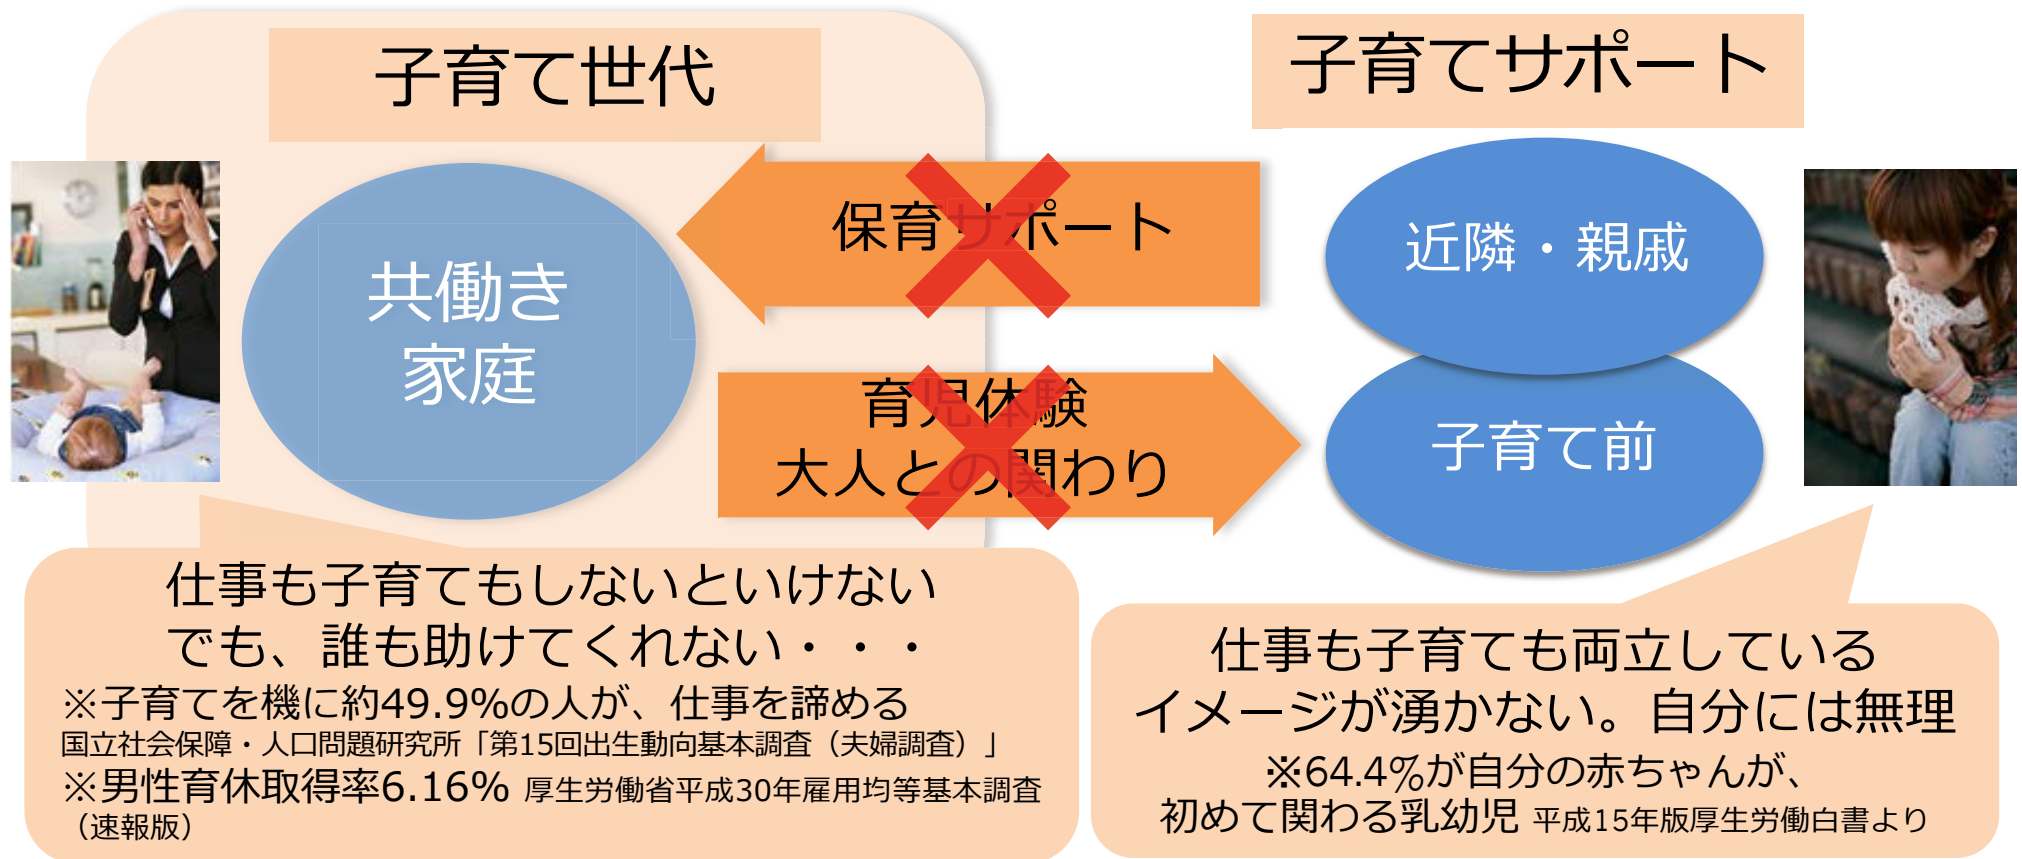 子育て世代
子育てサポート
保育サポート
近隣・親戚
共働き
家庭
育児体験
大人との関わり
子育て前
仕事も子育てもしないといけない
でも、誰も助けてくれない・・・
※子育てを機に約49.9%の人が、仕事を諦める
国立社会保障・人口問題研究所「第15回出生動向基本調査（夫婦調査）」
※男性育休取得率6.16% 厚生労働省平成30年雇用均等基本調査
（速報版）
仕事も子育ても両立している
イメージが湧かない。自分には無理
※64.4%が自分の赤ちゃんが、
初めて関わる乳幼児 平成15年版厚生労働白書より